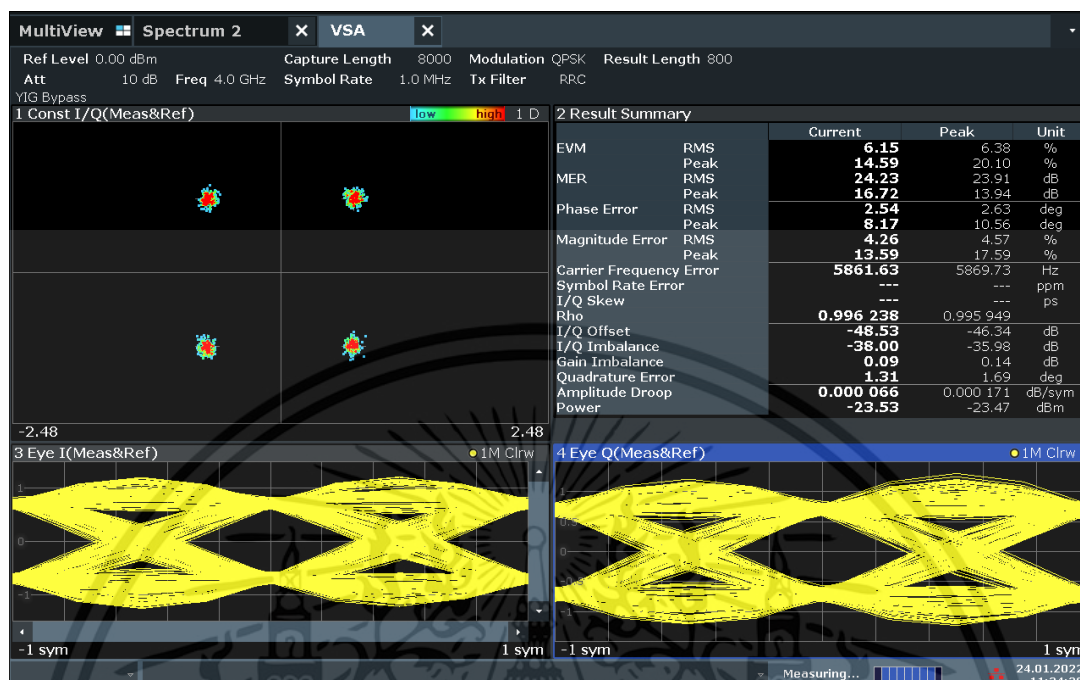 MultiView Spectrum 2 X VSA X
Ref Level 0.00 dBm Capture Length 8000 Modulation QPSK Result Length 800
Att 10 dB Freq 4.0 GHz Symbol Rate 1.0 MHz Tx Filter RRC
YIG Bypass
1 Const I/Q(Meas&Ref) low high 1 D
-2.48 2.48
2 Result Summary
Current Peak Unit
EVM RMS 6.15 6.38 %
Peak 14.59 20.10 %
MER RMS 24.23 23.91 dB
Peak 16.72 13.94 dB
Phase Error RMS 2.54 2.63 deg
Peak 8.17 10.56 deg
Magnitude Error RMS 4.26 4.57 %
Peak 13.59 17.59 %
Carrier Frequency Error 5861.63 5869.73 Hz
Symbol Rate Error --- --- ppm
I/Q Skew --- --- ps
Rho 0.996 238 0.995 949
I/Q Offset -48.53 -46.34 dB
I/Q Imbalance -38.00 -35.98 dB
Gain Imbalance 0.09 0.14 dB
Quadrature Error 1.31 1.69 deg
Amplitude Droop 0.000 066 0.000 171 dB/sym
Power -23.53 -23.47 dBm
3 Eye I(Meas&Ref) 1M Clrw
1
0
-1
-1 sym 1 sym
4 Eye Q(Meas&Ref) 1M Clrw
1
0.5
0
-1
-1 sym 1 sym
Measuring... 24.01.2022